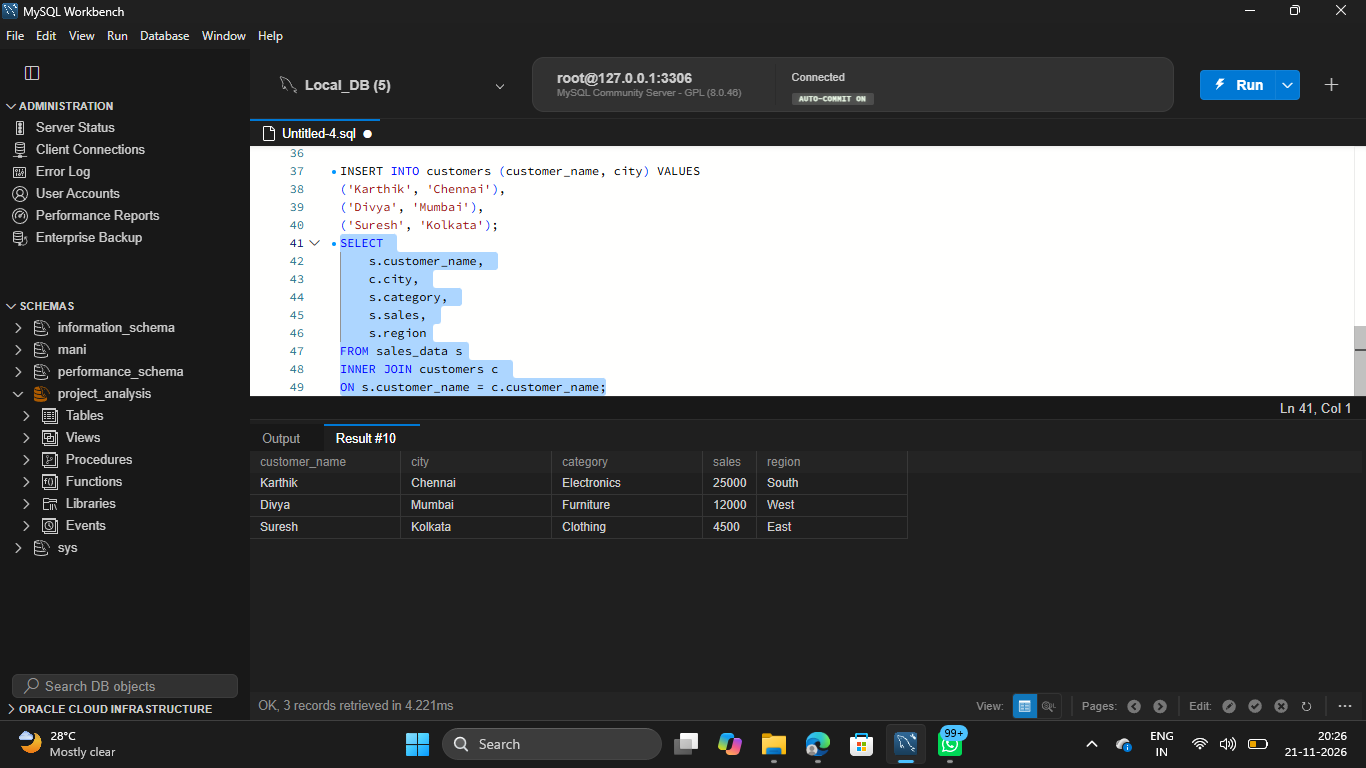 MySQL Workbench
File Edit View Run Database Window Help
Local_DB (5)
root@127.0.0.1:3306
MySQL Community Server - GPL (8.0.46)
Connected
AUTO-COMMIT ON
Run
ADMINISTRATION
Server Status
Client Connections
Error Log
User Accounts
Performance Reports
Enterprise Backup
SCHEMAS
information_schema
mani
performance_schema
project_analysis
Tables
Views
Procedures
Functions
Libraries
Events
sys
Search DB objects
ORACLE CLOUD INFRASTRUCTURE
Untitled-4.sql
36
37 INSERT INTO customers (customer_name, city) VALUES
38 ('Karthik', 'Chennai'),
39 ('Divya', 'Mumbai'),
40 ('Suresh', 'Kolkata');
41 SELECT
42 s.customer_name,
43 c.city,
44 s.category,
45 s.sales,
46 s.region
47 FROM sales_data s
48 INNER JOIN customers c
49 ON s.customer_name = c.customer_name;
Ln 41, Col 1
Output Result #10
customer_name city category sales region
Karthik Chennai Electronics 25000 South
Divya Mumbai Furniture 12000 West
Suresh Kolkata Clothing 4500 East
OK, 3 records retrieved in 4.221ms
View: Pages: Edit:
28°C
Mostly clear
Search
99+
ENG
IN
20:26
21-11-2026